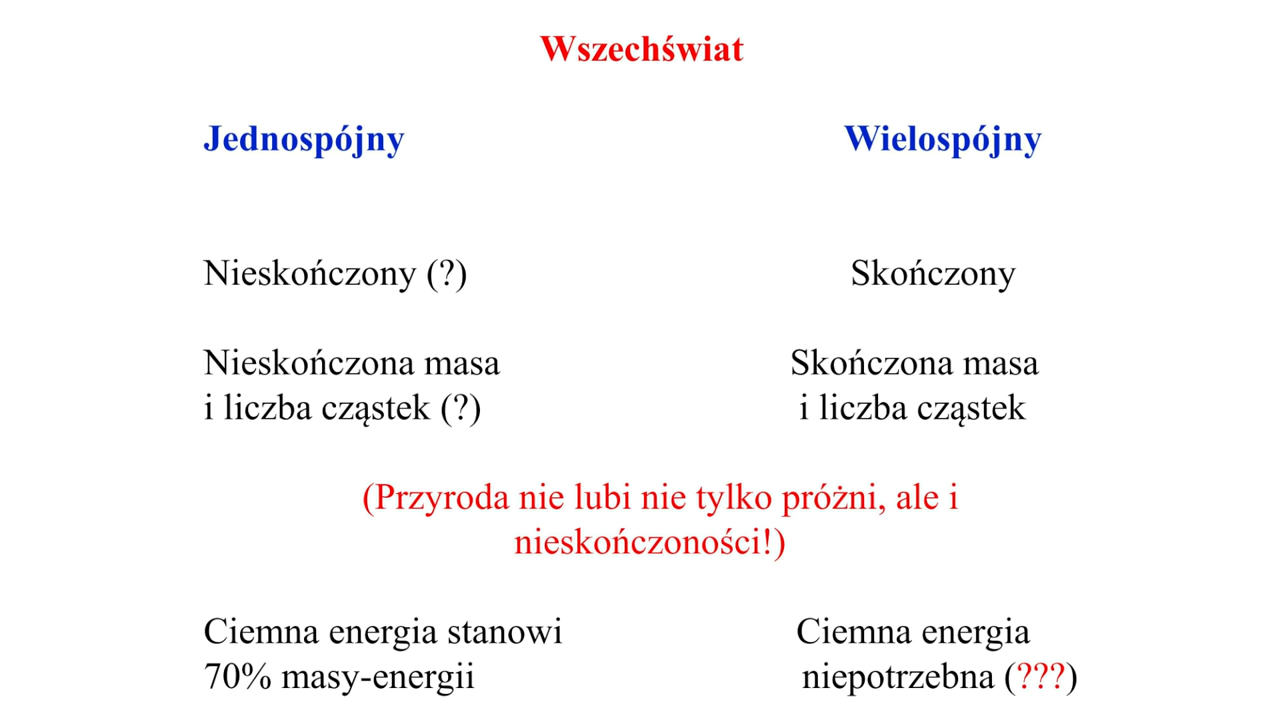 Wszechświat
Jednospójny
Wielospójny
Nieskończony (?)
Skończony
Nieskończona masa
i liczba cząstek (?)
Skończona masa
i liczba cząstek
(Przyroda nie lubi nie tylko próżni, ale i
nieskończoności!)
Ciemna energia stanowi
70% masy-energii
Ciemna energia
niepotrzebna (???)